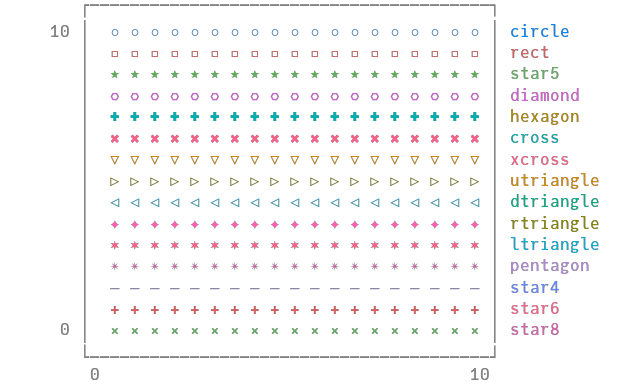 10
circle
rect
star5
diamond
hexagon
cross
xcross
utriangle
dtriangle
rtriangle
ltriangle
pentagon
star4
star6
0
star8
0 10